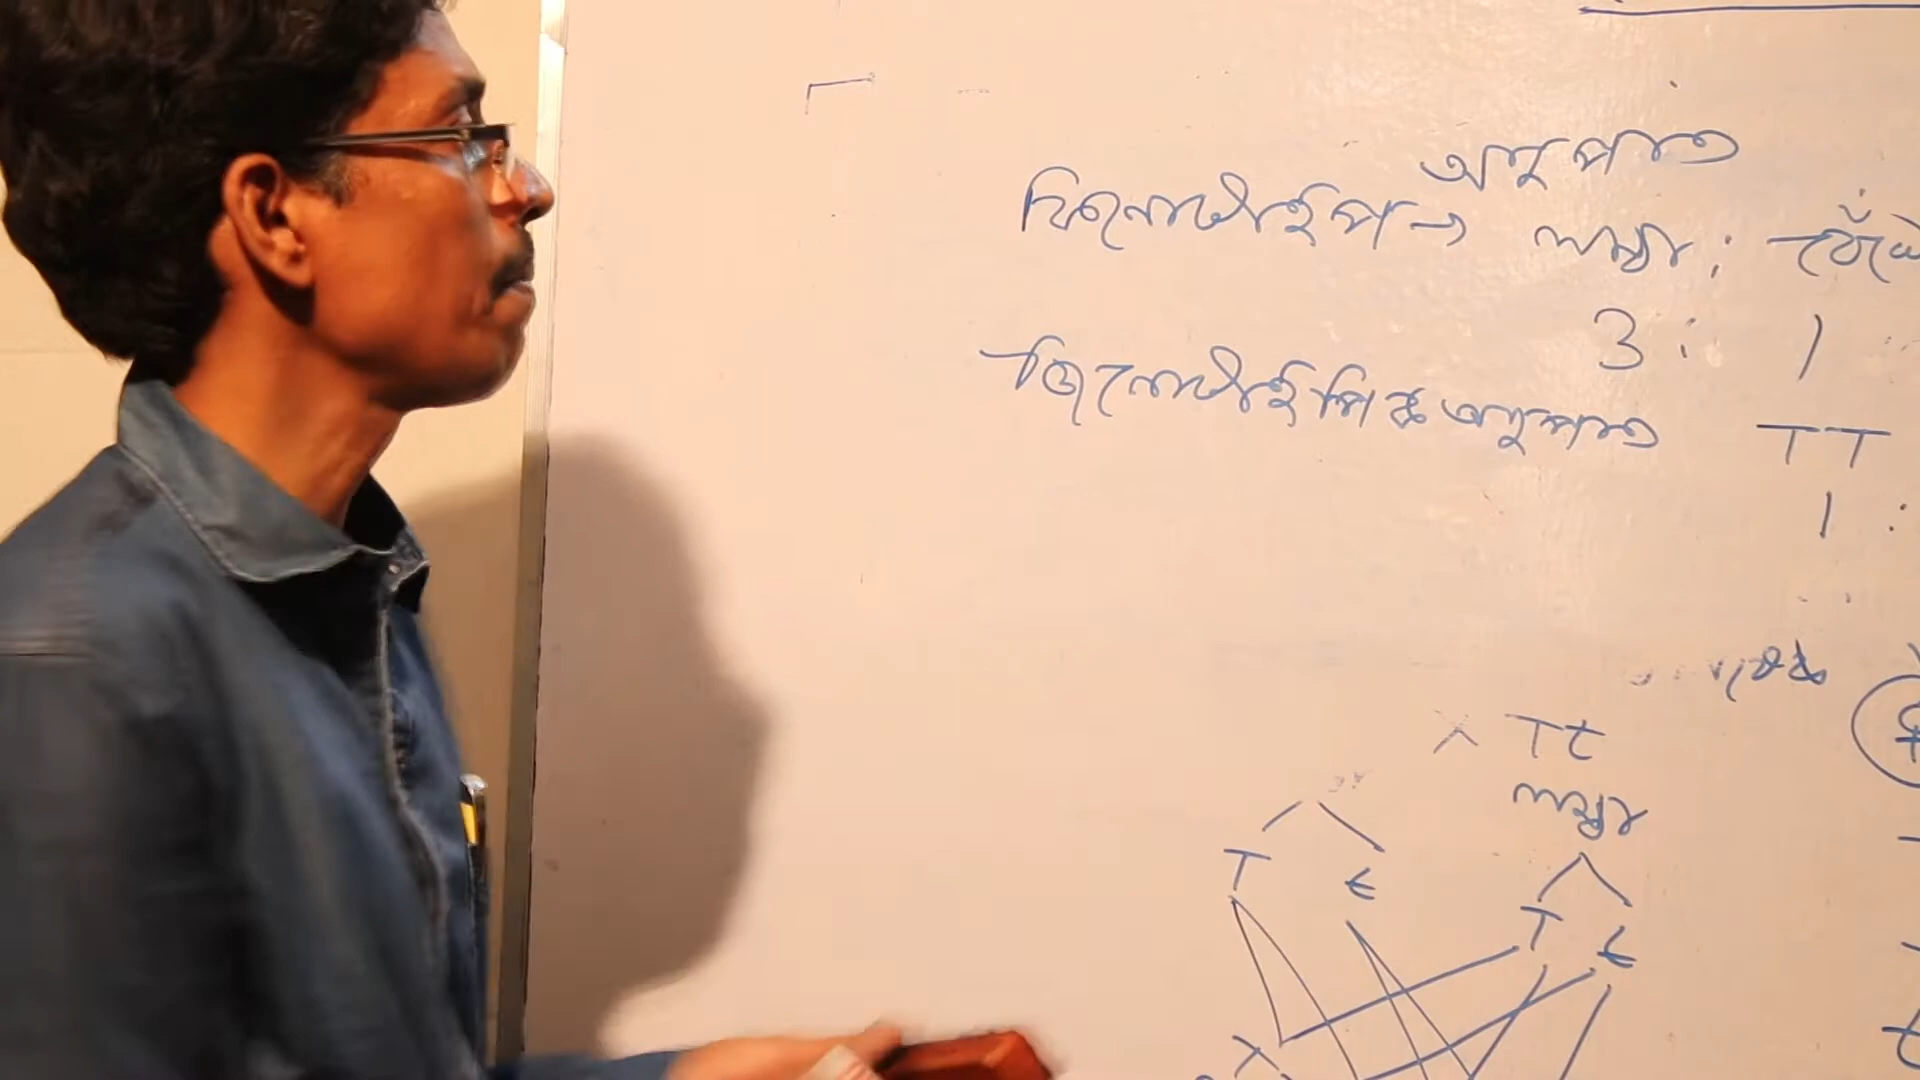 অনুপাত
ফিনোটাইপ → লম্বা : বেঁটে
3 : 1
জিনোটাইপিক অনুপাত TT
1 :
x Tt
লম্বা
T t
T t